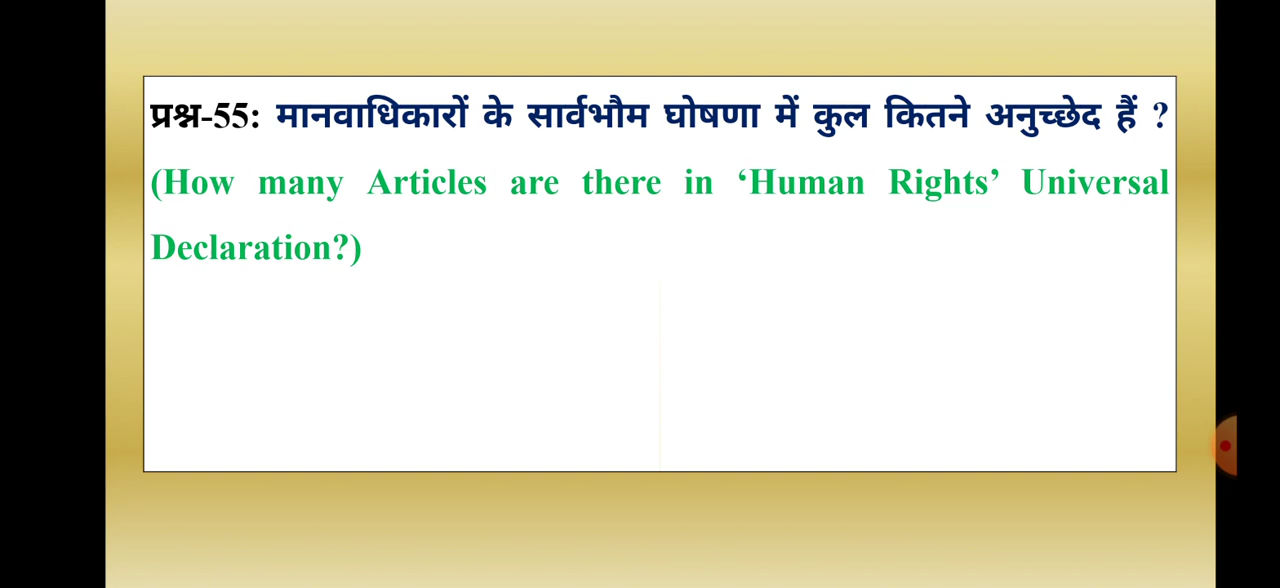 प्रश्न-55: मानवाधिकारों के सार्वभौम घोषणा में कुल कितने अनुच्छेद हैं ?
(How many Articles are there in ‘Human Rights’ Universal
Declaration?)